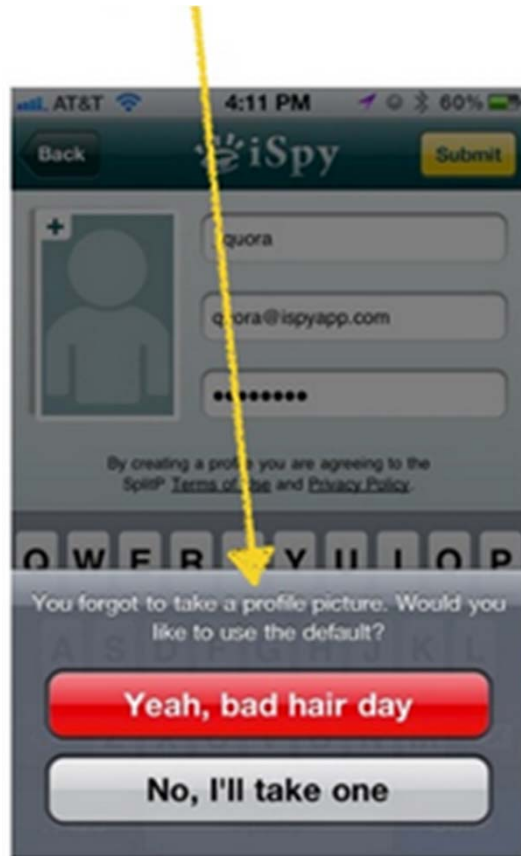 AT&T 4:11 PM 60%
Back iSpy Submit
quora
quora@ispyapp.com
By creating a profile you are agreeing to the
SplitP Terms of Use and Privacy Policy.
Q W E R Y U I O P
You forgot to take a profile picture. Would you
like to use the default?
A S D F G H J K L
Yeah, bad hair day
No, I'll take one